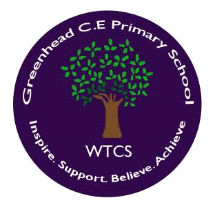 Greenhead C.E Primary School
WTCS
Inspire. Support. Believe. Achieve